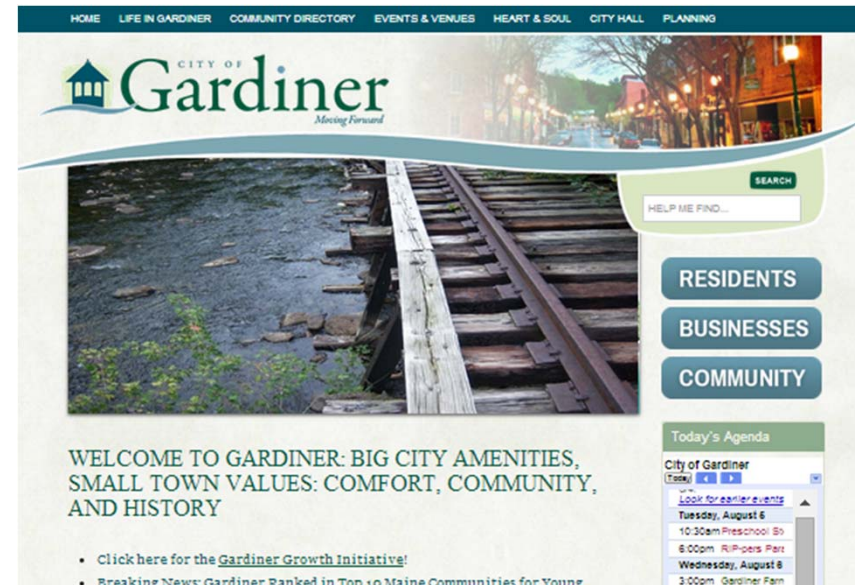 HOME LIFE IN GARDINER COMMUNITY DIRECTORY EVENTS & VENUES HEART & SOUL CITY HALL PLANNING
CITY OF
Gardiner
Moving Forward
SEARCH
HELP ME FIND...
RESIDENTS
BUSINESSES
COMMUNITY
WELCOME TO GARDINER: BIG CITY AMENITIES,
SMALL TOWN VALUES: COMFORT, COMMUNITY,
AND HISTORY
Click here for the Gardiner Growth Initiative!
Breaking News: Gardiner Ranked in Top 10 Maine Communities for Young
Today's Agenda
City of Gardiner
Today
Look for earlier events
Tuesday, August 5
10:30am Preschool
6:00pm RIP-pers
Wednesday, August 6
3:00pm Gardiner